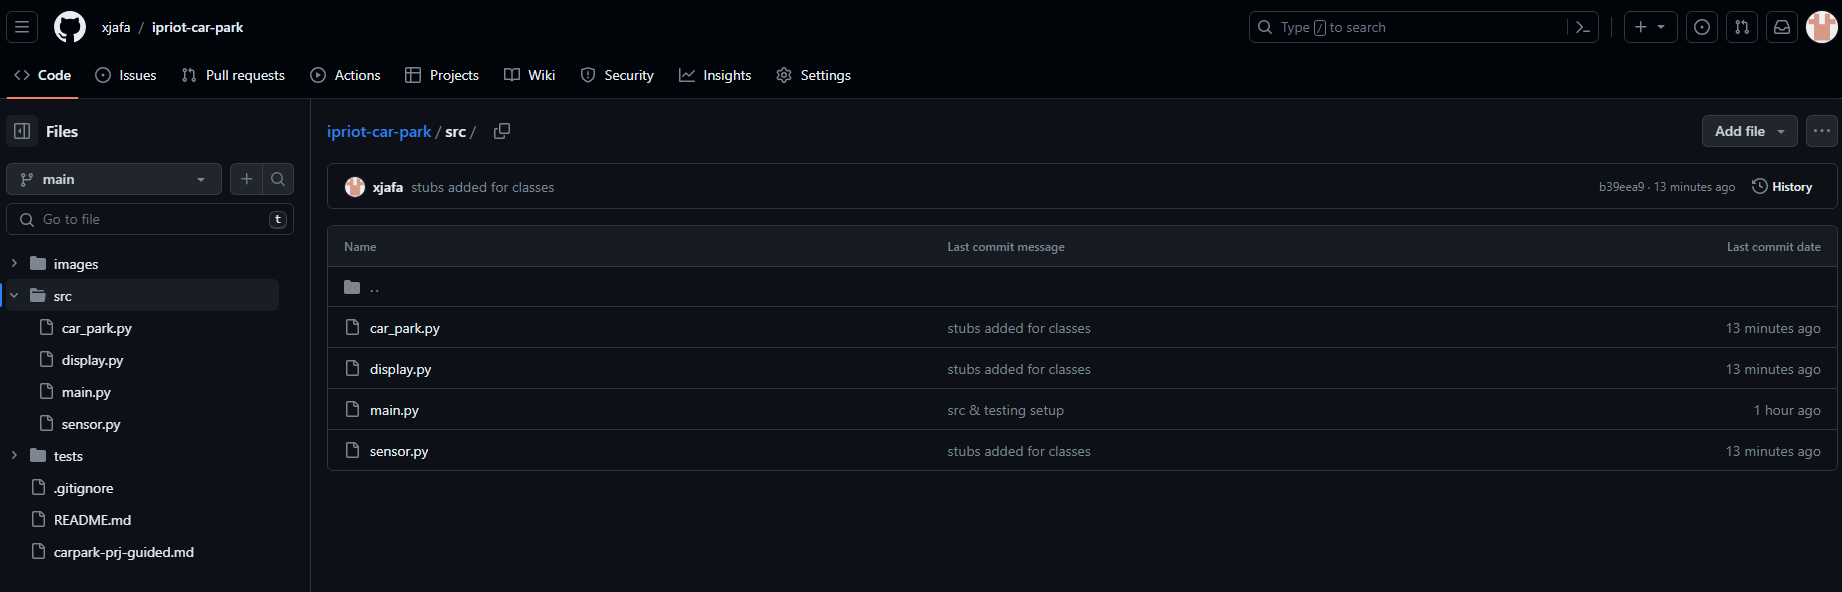 xjafa / ipriot-car-park
Type / to search
Code Issues Pull requests Actions Projects Wiki Security Insights Settings
Files
main
Go to file t
images
src
car_park.py
display.py
main.py
sensor.py
tests
.gitignore
README.md
carpark-prj-guided.md
ipriot-car-park / src /
Add file
xjafa stubs added for classes b39eea9 · 13 minutes ago History
Name Last commit message Last commit date
..
car_park.py stubs added for classes 13 minutes ago
display.py stubs added for classes 13 minutes ago
main.py src & testing setup 1 hour ago
sensor.py stubs added for classes 13 minutes ago